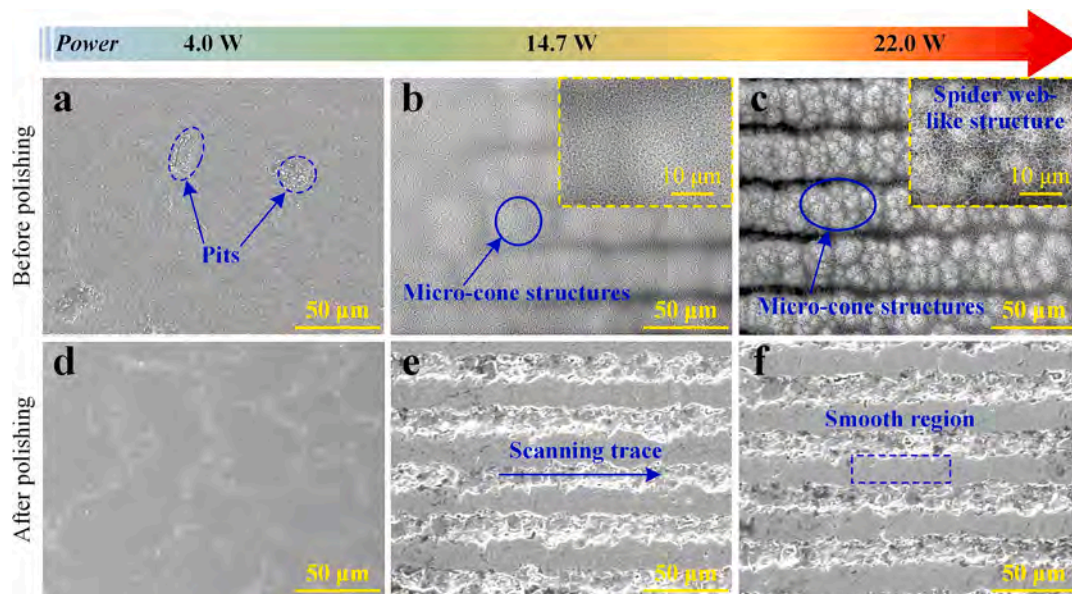 Power 4.0 W 14.7 W 22.0 W
Before polishing
a
Pits
50 μm
b
10 μm
Micro-cone structures
50 μm
c
Spider web-
like structure
10 μm
Micro-cone structures
50 μm
After polishing
d
50 μm
e
Scanning trace
50 μm
f
Smooth region
50 μm